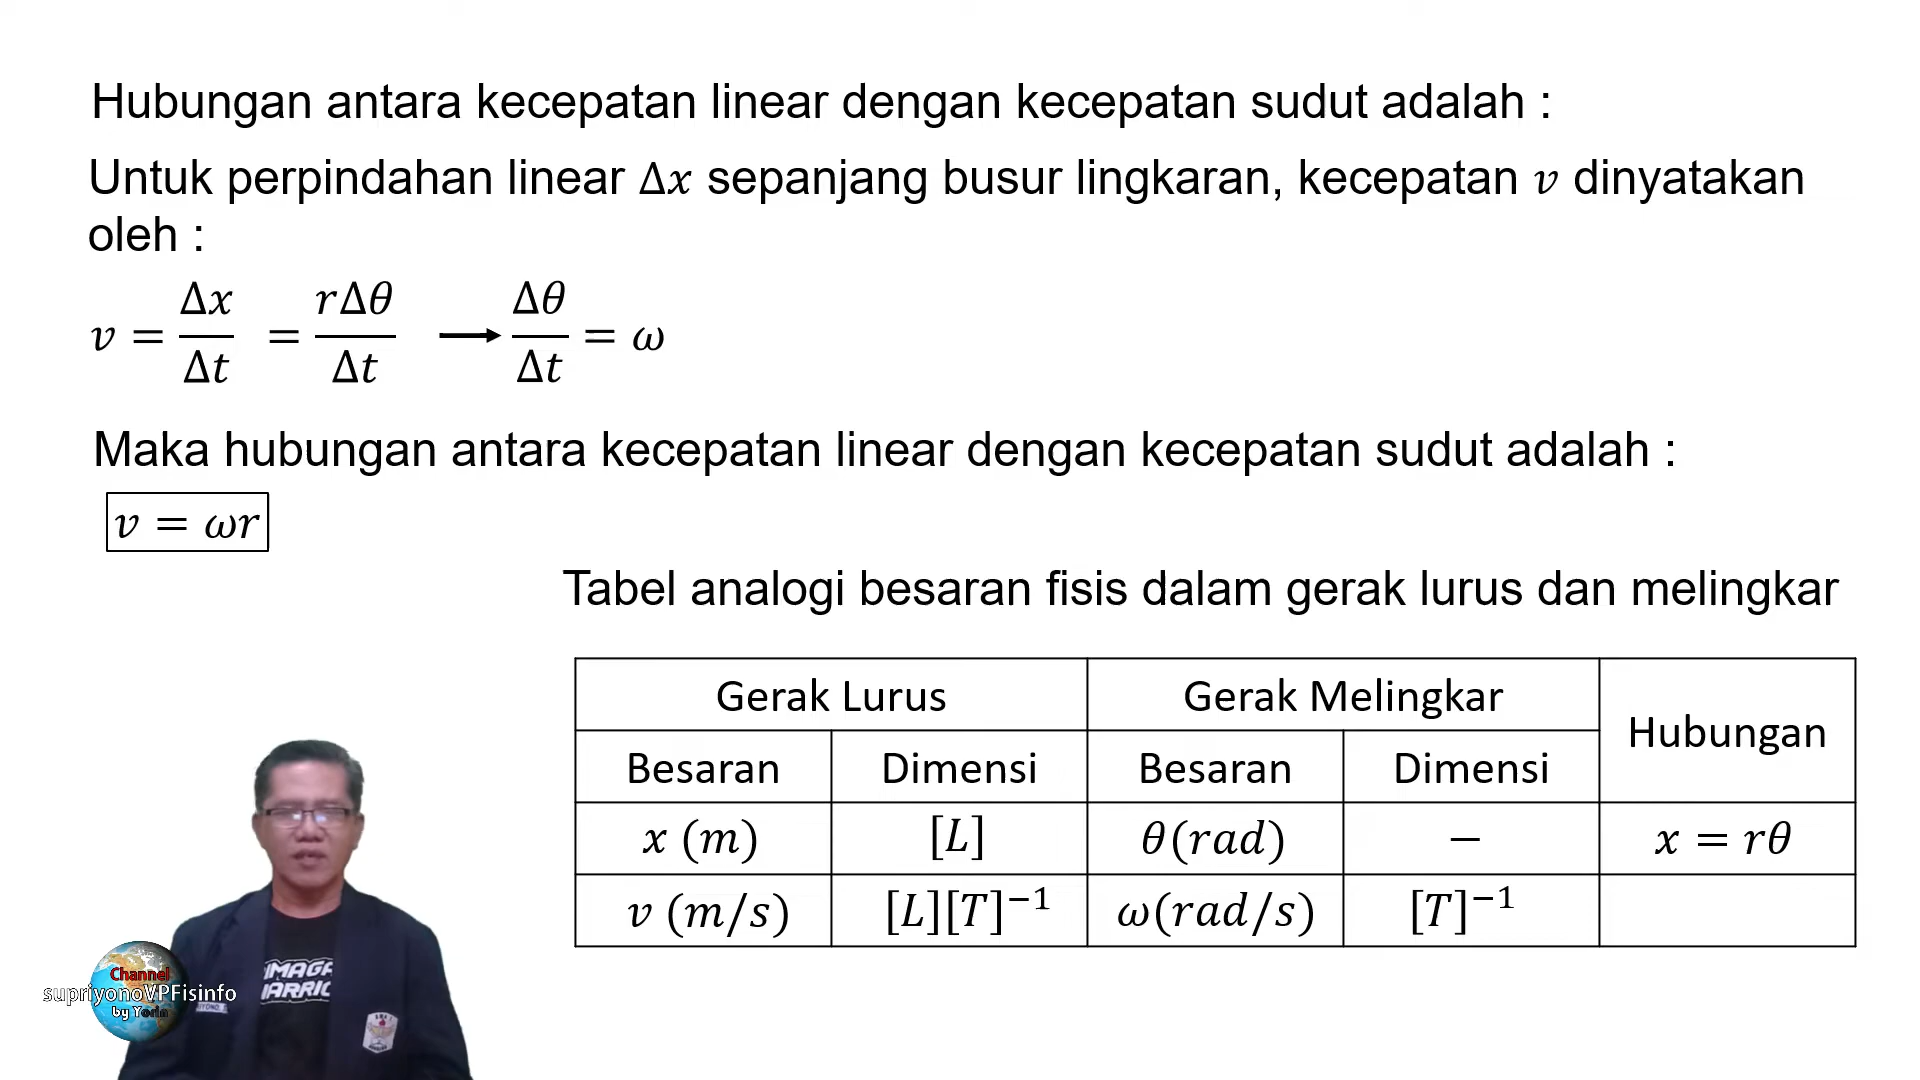 Hubungan antara kecepatan linear dengan kecepatan sudut adalah :
Untuk perpindahan linear Δx sepanjang busur lingkaran, kecepatan v dinyatakan
oleh :
v = Δx/Δt = rΔθ/Δt → Δθ/Δt = ω
Maka hubungan antara kecepatan linear dengan kecepatan sudut adalah :
v = ωr
Tabel analogi besaran fisis dalam gerak lurus dan melingkar
Gerak Lurus Gerak Melingkar Hubungan
Besaran Dimensi Besaran Dimensi
x (m) [L] θ(rad) − x = rθ
v (m/s) [L][T]⁻¹ ω(rad/s) [T]⁻¹
Channel
supriyonoVPFisinfo
by Yorin